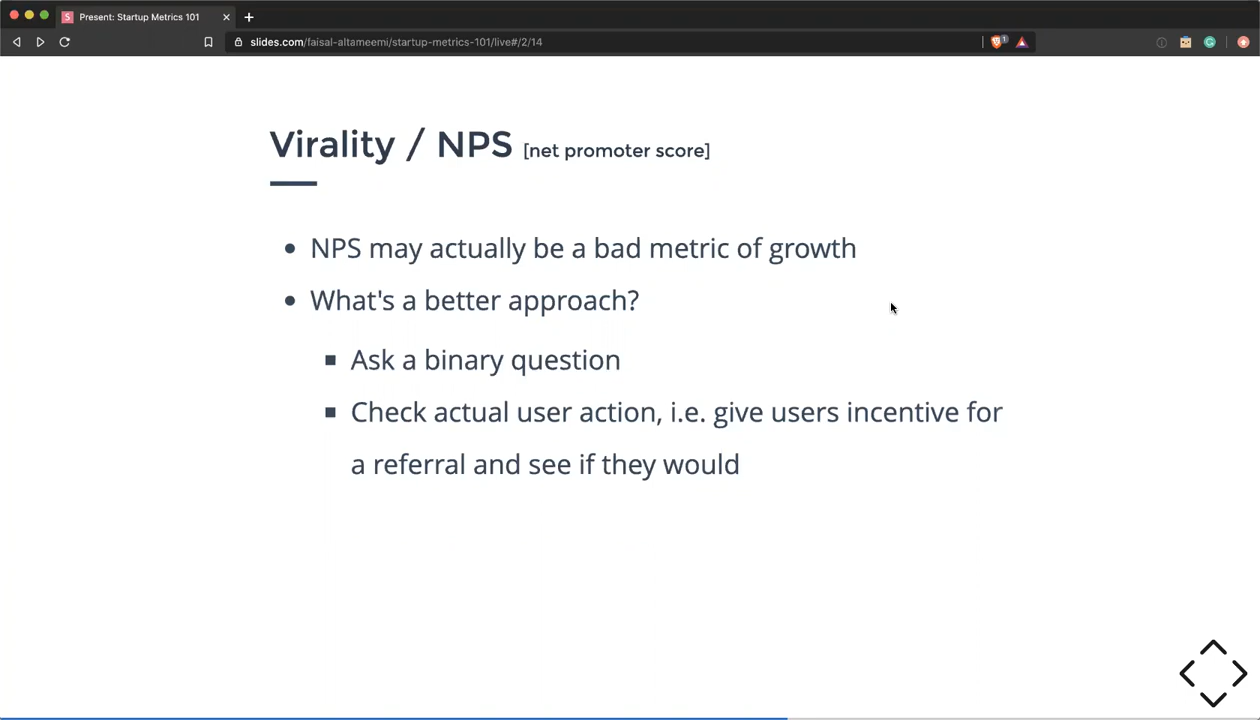 S Present: Startup Metrics 101
slides.com/faisal-altameemi/startup-metrics-101/live#/2/14
1
Virality / NPS [net promoter score]
• NPS may actually be a bad metric of growth
• What's a better approach?
▪ Ask a binary question
▪ Check actual user action, i.e. give users incentive for
a referral and see if they would